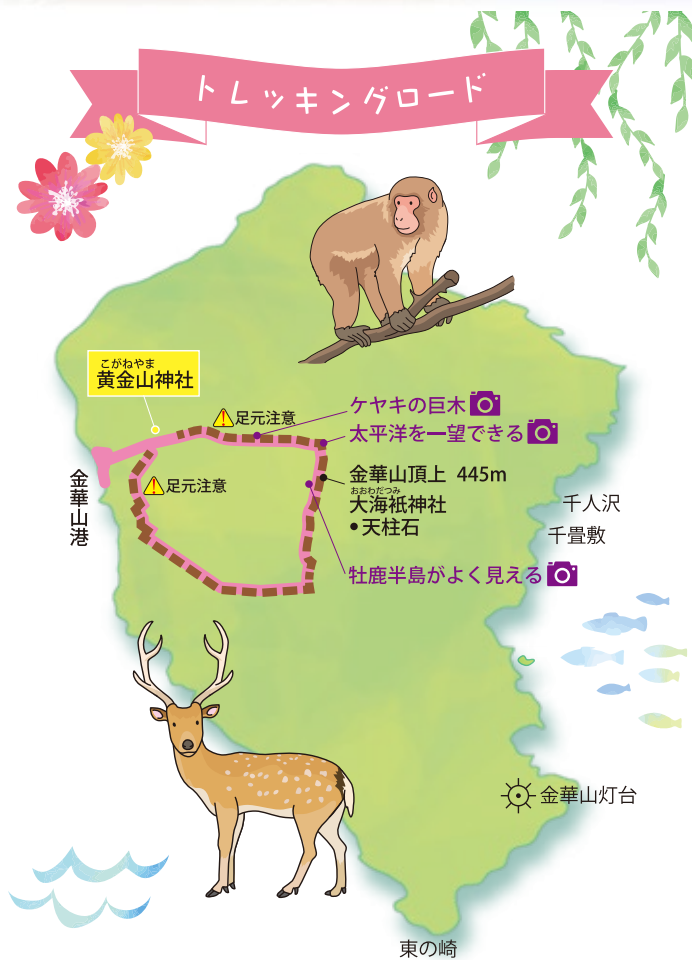 トレッキングロード
こがねやま
黄金山神社
足元注意
ケヤキの巨木
太平洋を一望できる
金華山港
足元注意
金華山頂上 445m
おおわだつみ
大海祇神社
•天柱石
千人沢
千畳敷
牡鹿半島がよく見える
金華山灯台
東の崎